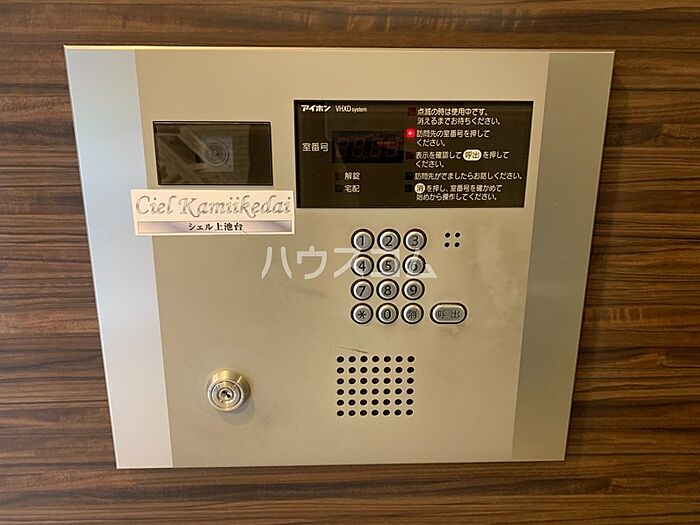 アイホン VHXD system
点滅の時は使用中です。
消えるまでお待ちください。
訪問先の室番号を押して
ください。
室番号
表示を確認して 呼出 を押して
ください。
解錠
訪問先がでましたらお話しください。
宅配
消 を押し、室番号を確かめて
始めから操作してください。
Ciel Kamiikedai
シェル上池台
1 2 3
ハウスコム
4 5 6
7 8 9
* 0 消 呼出